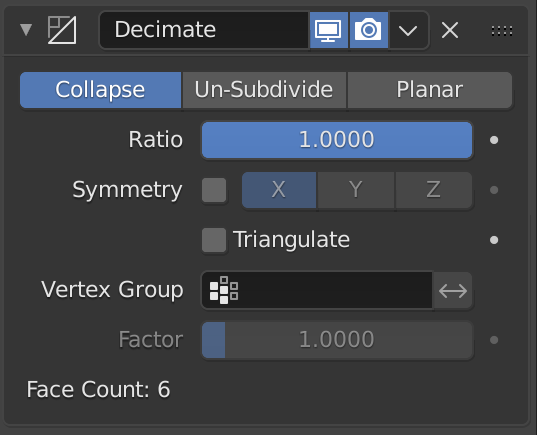 Decimate
Collapse Un-Subdivide Planar
Ratio 1.0000
Symmetry X Y Z
Triangulate
Vertex Group
Factor 1.0000
Face Count: 6